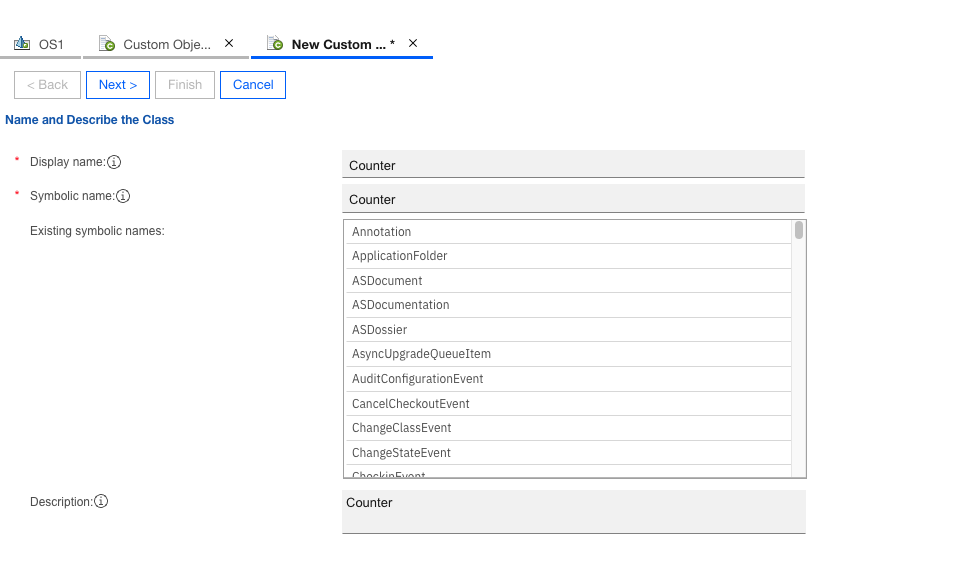 OS1 Custom Obje... × New Custom ... * ×
< Back Next > Finish Cancel
Name and Describe the Class
* Display name: Counter
* Symbolic name: Counter
Existing symbolic names:
Annotation
ApplicationFolder
ASDocument
ASDocumentation
ASDossier
AsyncUpgradeQueueItem
AuditConfigurationEvent
CancelCheckoutEvent
ChangeClassEvent
ChangeStateEvent
CheckinEvent
Description: Counter